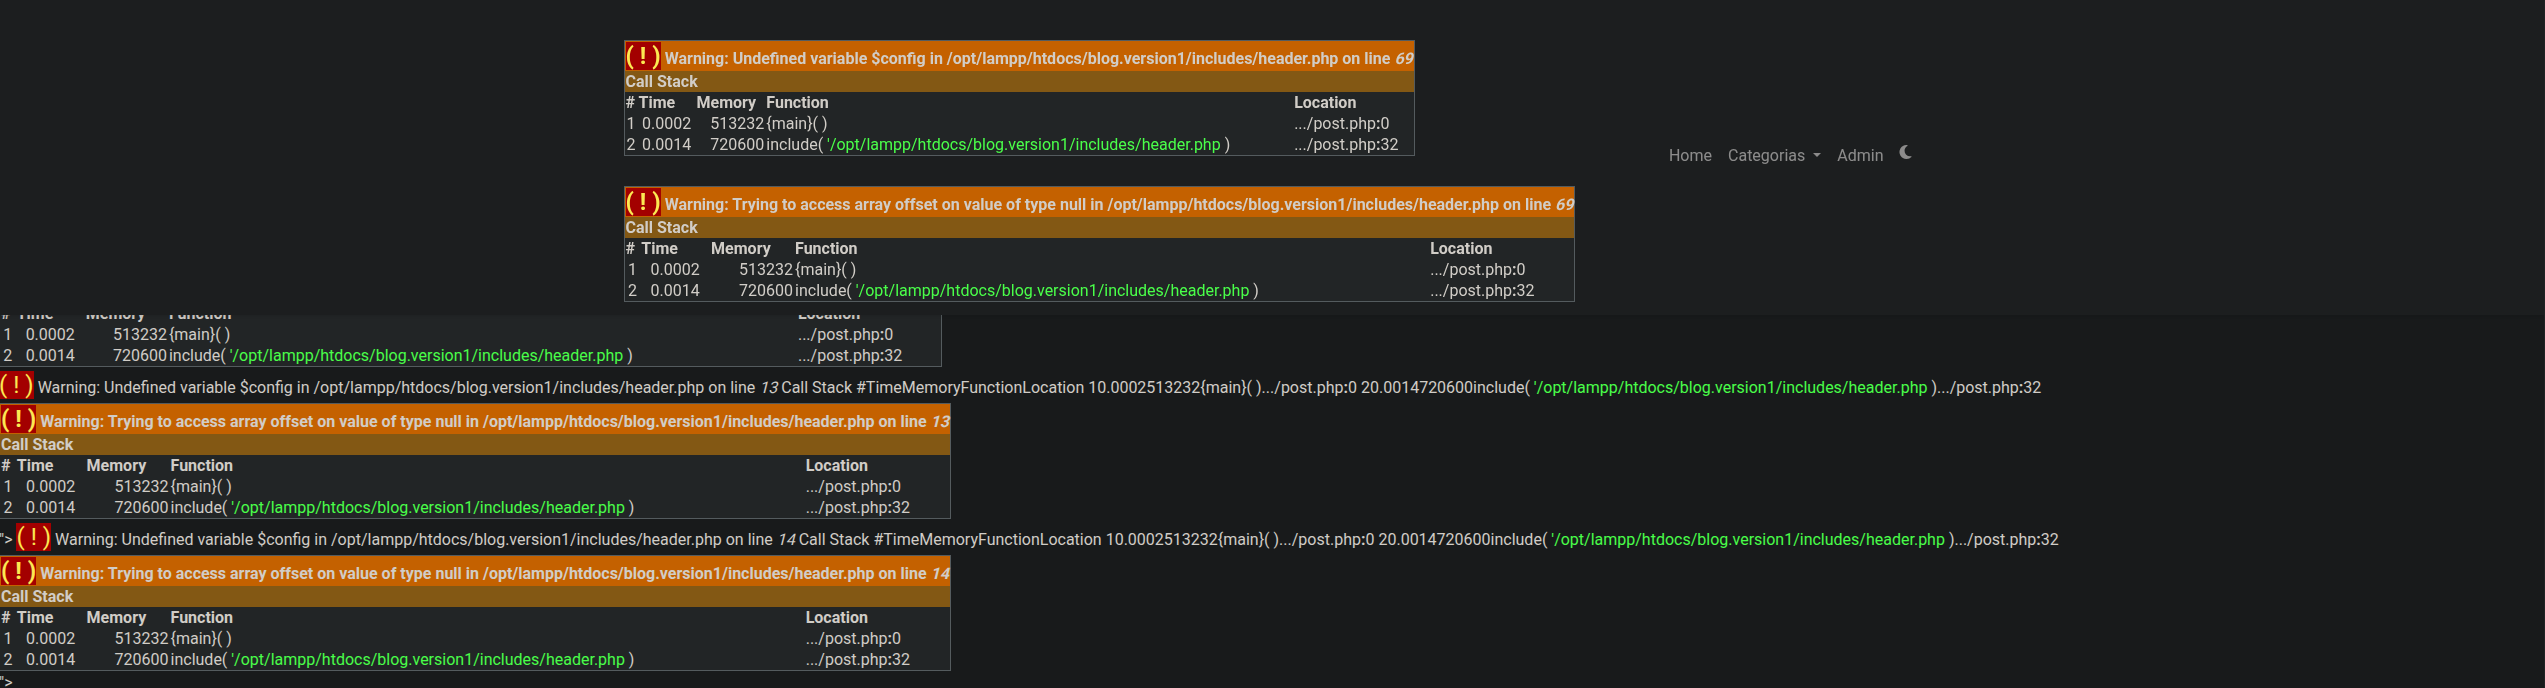 ( ! ) Warning: Undefined variable $config in /opt/lampp/htdocs/blog.version1/includes/header.php on line 69
Call Stack
# Time Memory Function Location
1 0.0002 513232 {main}( ) .../post.php:0
2 0.0014 720600 include( '/opt/lampp/htdocs/blog.version1/includes/header.php ) .../post.php:32
Home Categorias Admin
( ! ) Warning: Trying to access array offset on value of type null in /opt/lampp/htdocs/blog.version1/includes/header.php on line 69
Call Stack
# Time Memory Function Location
1 0.0002 513232 {main}( ) .../post.php:0
2 0.0014 720600 include( '/opt/lampp/htdocs/blog.version1/includes/header.php ) .../post.php:32
# Time Memory Function Location
1 0.0002 513232 {main}( ) .../post.php:0
2 0.0014 720600 include( '/opt/lampp/htdocs/blog.version1/includes/header.php ) .../post.php:32
( ! ) Warning: Undefined variable $config in /opt/lampp/htdocs/blog.version1/includes/header.php on line 13 Call Stack #TimeMemoryFunctionLocation 10.0002513232{main}( ).../post.php:0 20.0014720600include( '/opt/lampp/htdocs/blog.version1/includes/header.php ).../post.php:32
( ! ) Warning: Trying to access array offset on value of type null in /opt/lampp/htdocs/blog.version1/includes/header.php on line 13
Call Stack
# Time Memory Function Location
1 0.0002 513232 {main}( ) .../post.php:0
2 0.0014 720600 include( '/opt/lampp/htdocs/blog.version1/includes/header.php ) .../post.php:32
"> ( ! ) Warning: Undefined variable $config in /opt/lampp/htdocs/blog.version1/includes/header.php on line 14 Call Stack #TimeMemoryFunctionLocation 10.0002513232{main}( ).../post.php:0 20.0014720600include( '/opt/lampp/htdocs/blog.version1/includes/header.php ).../post.php:32
( ! ) Warning: Trying to access array offset on value of type null in /opt/lampp/htdocs/blog.version1/includes/header.php on line 14
Call Stack
# Time Memory Function Location
1 0.0002 513232 {main}( ) .../post.php:0
2 0.0014 720600 include( '/opt/lampp/htdocs/blog.version1/includes/header.php ) .../post.php:32
">